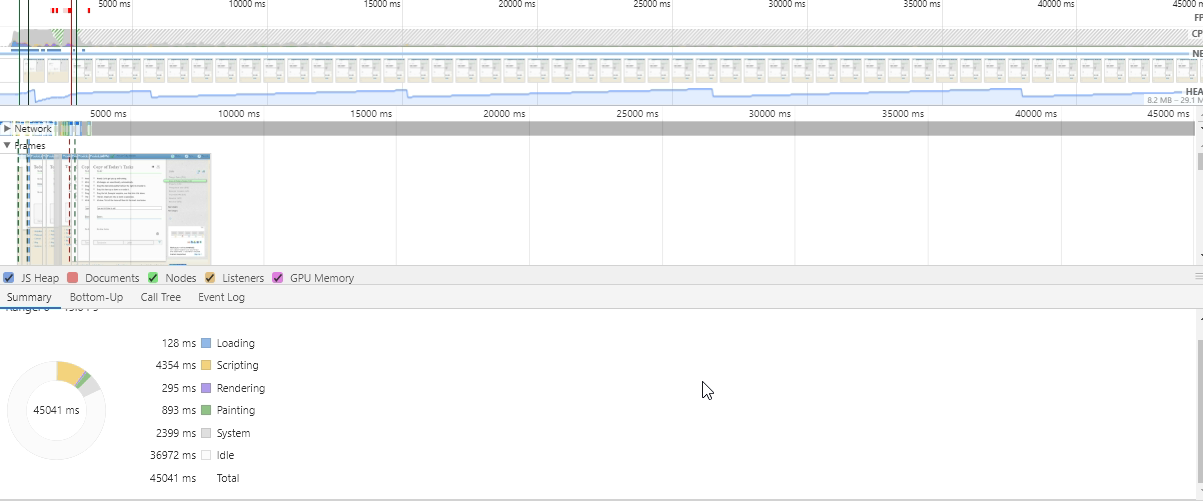 5000 ms 10000 ms 15000 ms 20000 ms 25000 ms 30000 ms 35000 ms 40000 ms 45000 m
FP
CP
NE
HEA
8.2 MB – 29.1 M
5000 ms 10000 ms 15000 ms 20000 ms 25000 ms 30000 ms 35000 ms 40000 ms 45000 ms
Network
Frames
Copy of Today's Tasks
JS Heap Documents Nodes Listeners GPU Memory
Summary Bottom-Up Call Tree Event Log
128 ms Loading
4354 ms Scripting
295 ms Rendering
893 ms Painting
45041 ms
2399 ms System
36972 ms Idle
45041 ms Total